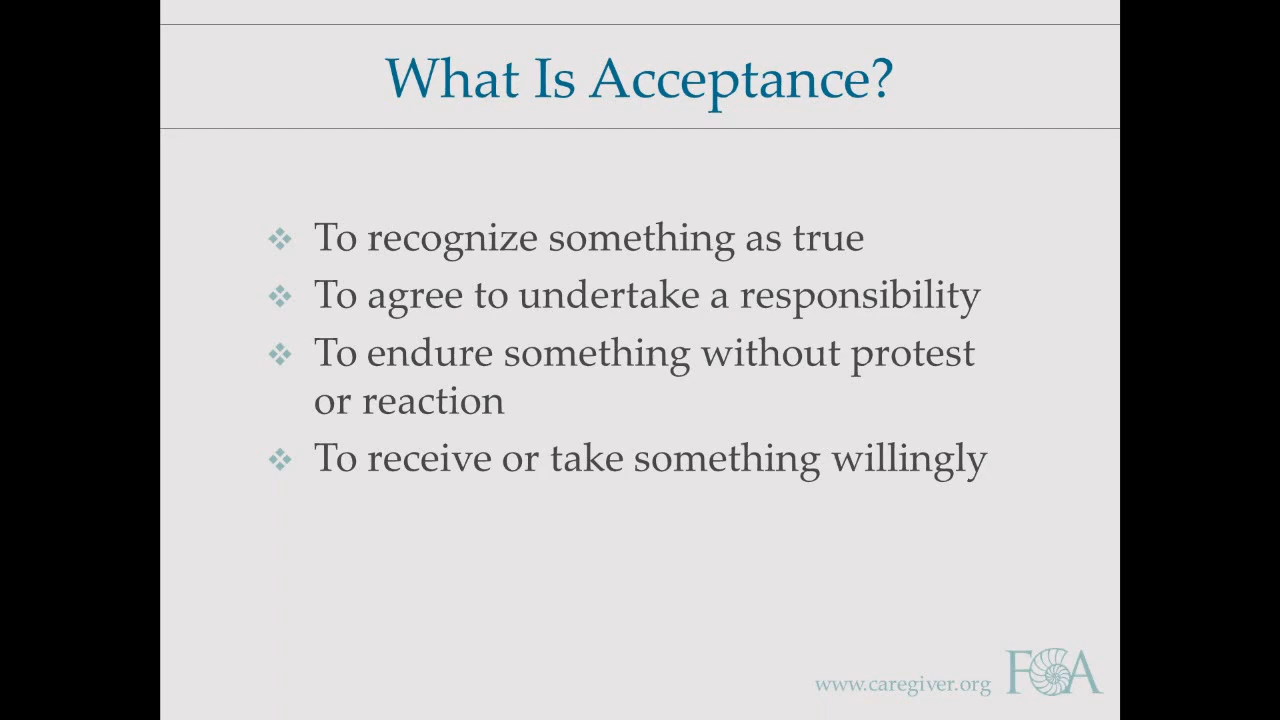 What Is Acceptance?
To recognize something as true
To agree to undertake a responsibility
To endure something without protest
or reaction
To receive or take something willingly
www.caregiver.org FCA